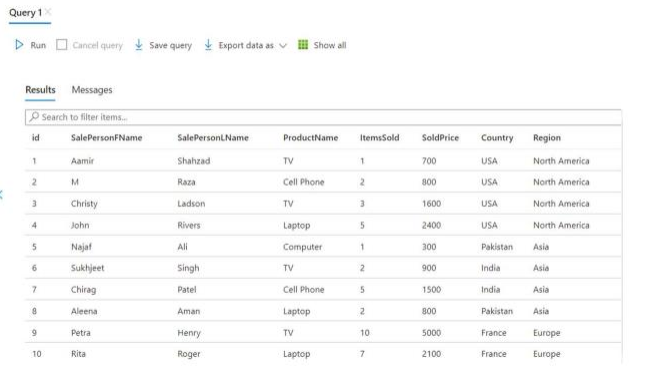 Query 1
Run Cancel query Save query Export data as Show all
Results Messages
Search to filter items...
id SalePersonFName SalePersonLName ProductName ItemsSold SoldPrice Country Region
1 Aamir Shahzad TV 1 700 USA North America
2 M Raza Cell Phone 2 800 USA North America
3 Christy Ladson TV 3 1600 USA North America
4 John Rivers Laptop 5 2400 USA North America
5 Najaf Ali Computer 1 300 Pakistan Asia
6 Sukhjeet Singh TV 2 900 India Asia
7 Chirag Patel Cell Phone 5 1500 India Asia
8 Aleena Aman Laptop 2 800 Pakistan Asia
9 Petra Henry TV 10 5000 France Europe
10 Rita Roger Laptop 7 2100 France Europe